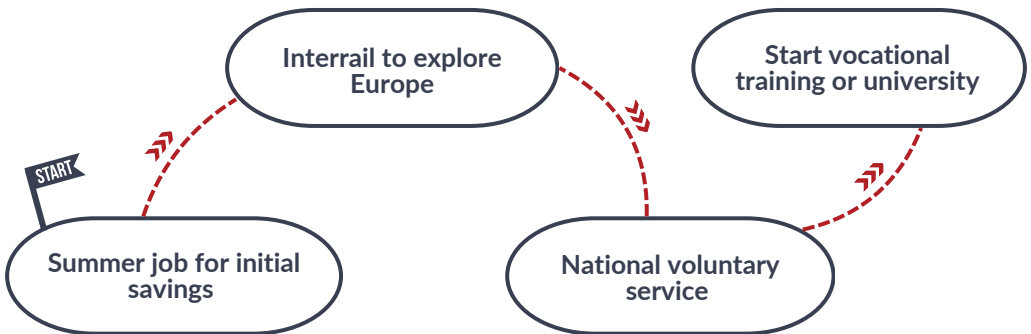 START
Summer job for initial
savings
Interrail to explore
Europe
National voluntary
service
Start vocational
training or university